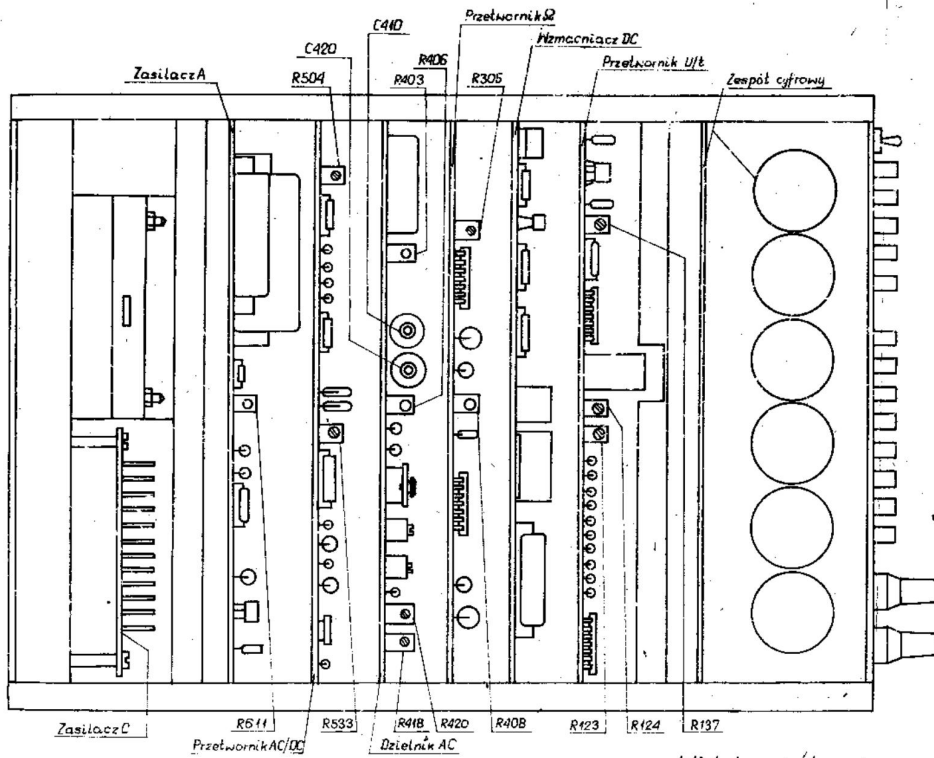 Przetwornik Ω
C410
Wzmacniacz DC
C420
R406
Przetwornik U/t
Zasilacz A
R504
R403
R305
Zespół cyfrowy
Zasilacz C
R611
R533
R418
R420
R408
R123
R124
R137
Przetwornik AC/DC
Dzielnik AC